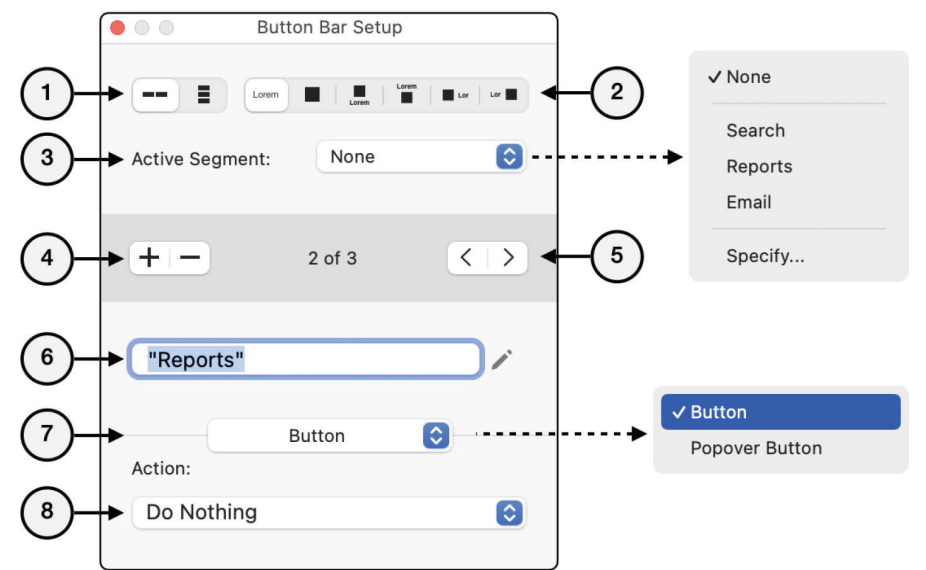 Button Bar Setup
1
Lorem
Lorem
Lorem
Lor
Lor
2
3
Active Segment:
None
✓ None
Search
Reports
Email
Specify...
4
+ −
2 of 3
< >
5
6
"Reports"
7
Button
✓ Button
Popover Button
Action:
8
Do Nothing